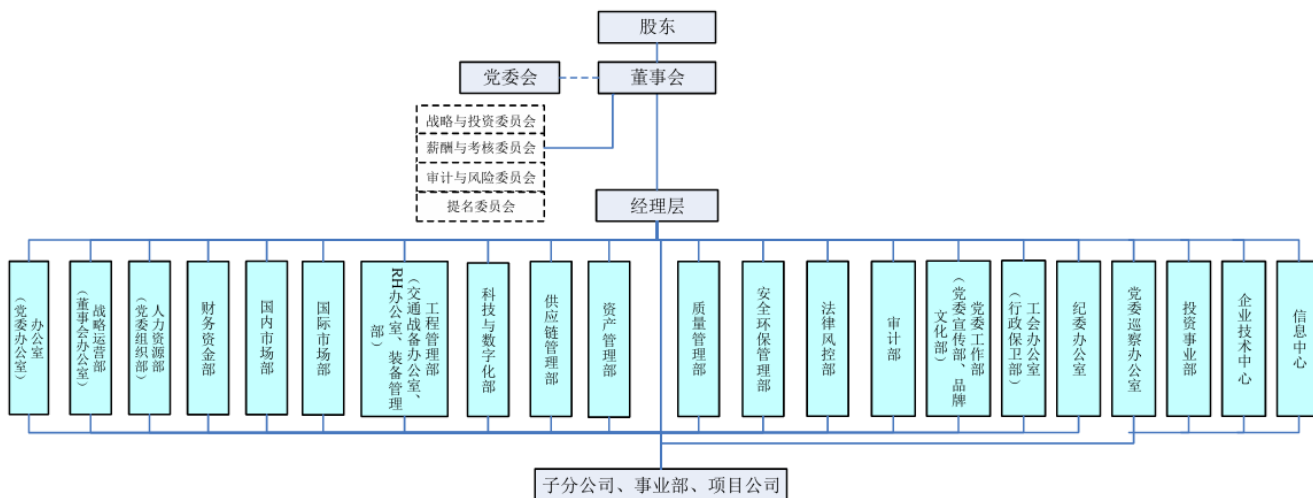 股东
党委会
董事会
战略与投资委员会
薪酬与考核委员会
审计与风险委员会
提名委员会
经理层
办公室
（党委办公室）
战略运营部
（董事会办公室）
人力资源部
（党委组织部）
财务资金部
国内市场部
国际市场部
工程管理部
（交通战备办公室、
RH办公室、装备管理
部）
科技与数字化部
供应链管理部
资产管理部
质量管理部
安全环保管理部
法律风控部
审计部
党委工作部
（党委宣传部、品牌
文化部）
工会办公室
（行政保卫部）
纪委办公室
党委巡察办公室
投资事业部
企业技术中心
信息中心
子分公司、事业部、项目公司